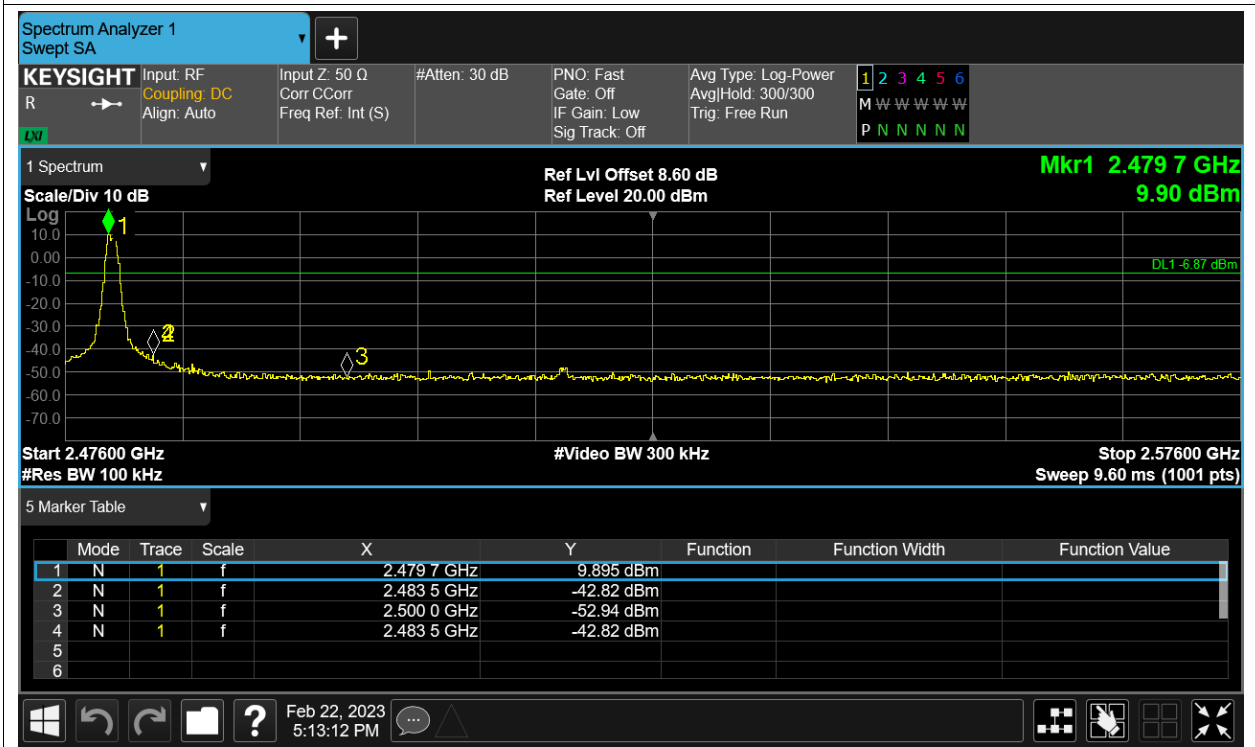 Spectrum Analyzer 1
Swept SA
KEYSIGHT Input: RF Input Z: 50 Ω #Atten: 30 dB PNO: Fast Avg Type: Log-Power 1 2 3 4 5 6
R Coupling: DC Corr CCorr Gate: Off Avg|Hold: 300/300 M W W W W W W
Align: Auto Freq Ref: Int (S) IF Gain: Low Trig: Free Run
LXI Sig Track: Off P N N N N N N
1 Spectrum Ref Lvl Offset 8.60 dB Mkr1 2.479 7 GHz
Scale/Div 10 dB Ref Level 20.00 dBm 9.90 dBm
Log
1
10.0
0.00
DL1 -6.87 dBm
-10.0
-20.0
-30.0
2
-40.0
3
-50.0
-60.0
-70.0
Start 2.47600 GHz #Video BW 300 kHz Stop 2.57600 GHz
#Res BW 100 kHz Sweep 9.60 ms (1001 pts)
5 Marker Table
Mode Trace Scale X Y Function Function Width Function Value
1 N 1 f 2.479 7 GHz 9.895 dBm
2 N 1 f 2.483 5 GHz -42.82 dBm
3 N 1 f 2.500 0 GHz -52.94 dBm
4 N 1 f 2.483 5 GHz -42.82 dBm
5
6
? Feb 22, 2023
5:13:12 PM